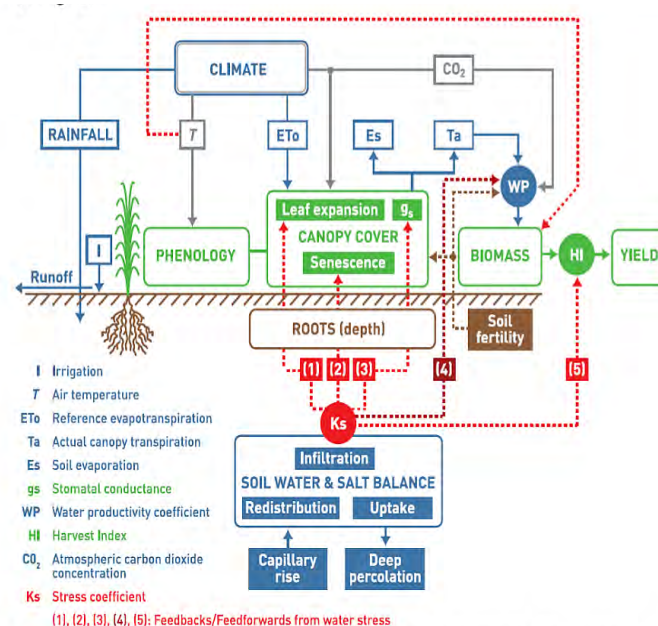 CLIMATE
CO₂
RAINFALL
T
ETo
Es
Ta
WP
Leaf expansion
gs
I
PHENOLOGY
CANOPY COVER
Senescence
BIOMASS
HI
YIELD
Runoff
ROOTS (depth)
Soil
fertility
(1)
(2)
(3)
(4)
(5)
Ks
Infiltration
SOIL WATER & SALT BALANCE
Redistribution
Uptake
Capillary
rise
Deep
percolation
I Irrigation
T Air temperature
ETo Reference evapotranspiration
Ta Actual canopy transpiration
Es Soil evaporation
gs Stomatal conductance
WP Water productivity coefficient
HI Harvest Index
CO₂ Atmospheric carbon dioxide
concentration
Ks Stress coefficient
(1), (2), (3), (4), (5): Feedbacks/Feedforwards from water stress